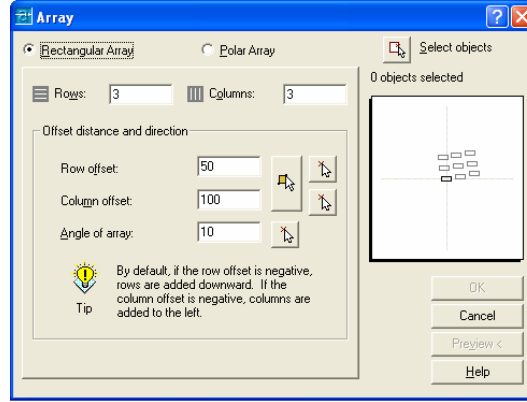 Array
Rectangular Array
Polar Array
Select objects
0 objects selected
Rows: 3
Columns: 3
Offset distance and direction
Row offset: 50
Column offset: 100
Angle of array: 10
By default, if the row offset is negative,
rows are added downward. If the
column offset is negative, columns are
added to the left.
Tip
OK
Cancel
Preview <
Help